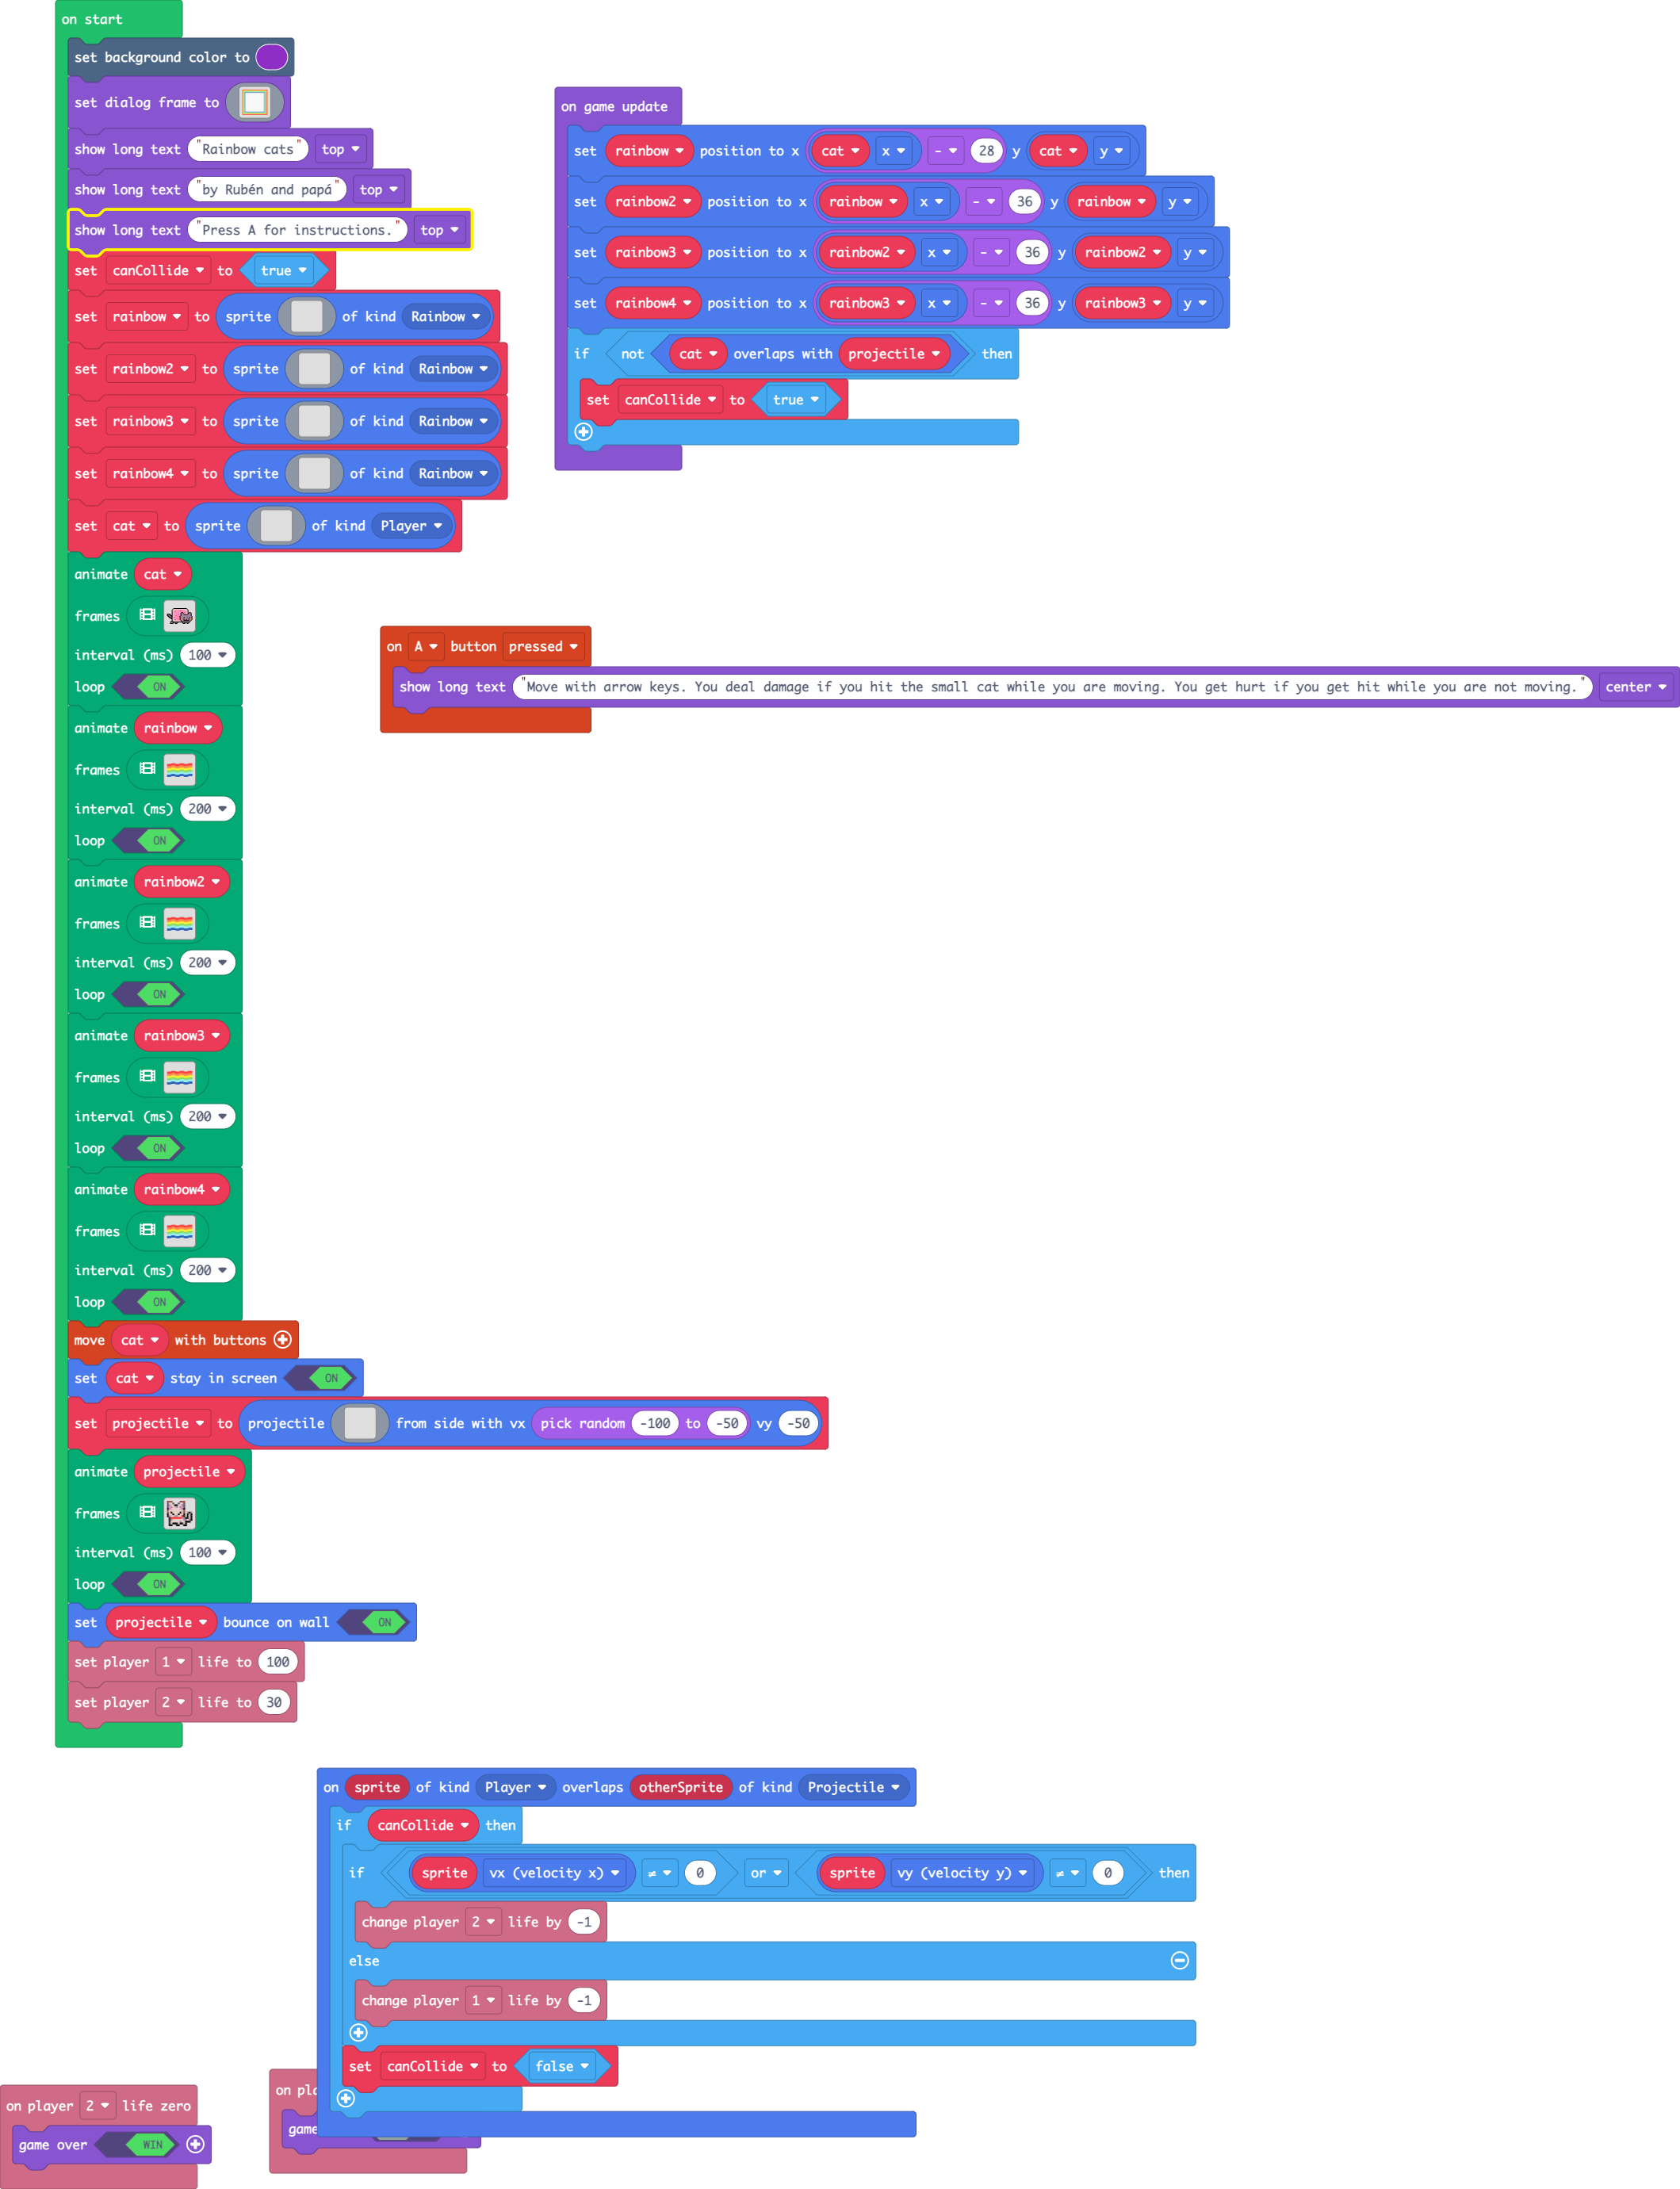 on start
set background color to
set dialog frame to
show long text "Rainbow cats" top
show long text "by Rubén and papá" top
show long text "Press A for instructions." top
set canCollide to true
set rainbow to sprite of kind Rainbow
set rainbow2 to sprite of kind Rainbow
set rainbow3 to sprite of kind Rainbow
set rainbow4 to sprite of kind Rainbow
set cat to sprite of kind Player
animate cat
frames
interval (ms) 100
loop ON
animate rainbow
frames
interval (ms) 200
loop ON
animate rainbow2
frames
interval (ms) 200
loop ON
animate rainbow3
frames
interval (ms) 200
loop ON
animate rainbow4
frames
interval (ms) 200
loop ON
move cat with buttons
set cat stay in screen ON
set projectile to projectile from side with vx pick random -100 to -50 vy -50
animate projectile
frames
interval (ms) 100
loop ON
set projectile bounce on wall ON
set player 1 life to 100
set player 2 life to 30
on game update
set rainbow position to x cat x - 28 y cat y
set rainbow2 position to x rainbow x - 36 y rainbow y
set rainbow3 position to x rainbow2 x - 36 y rainbow2 y
set rainbow4 position to x rainbow3 x - 36 y rainbow3 y
if not cat overlaps with projectile then
set canCollide to true
on A button pressed
show long text "Move with arrow keys. You deal damage if you hit the small cat while you are moving. You get hurt if you get hit while you are not moving." center
on sprite of kind Player overlaps otherSprite of kind Projectile
if canCollide then
if sprite vx (velocity x) ≠ 0 or sprite vy (velocity y) ≠ 0 then
change player 2 life by -1
else
change player 1 life by -1
set canCollide to false
on player 2 life zero
game over WIN
on
game